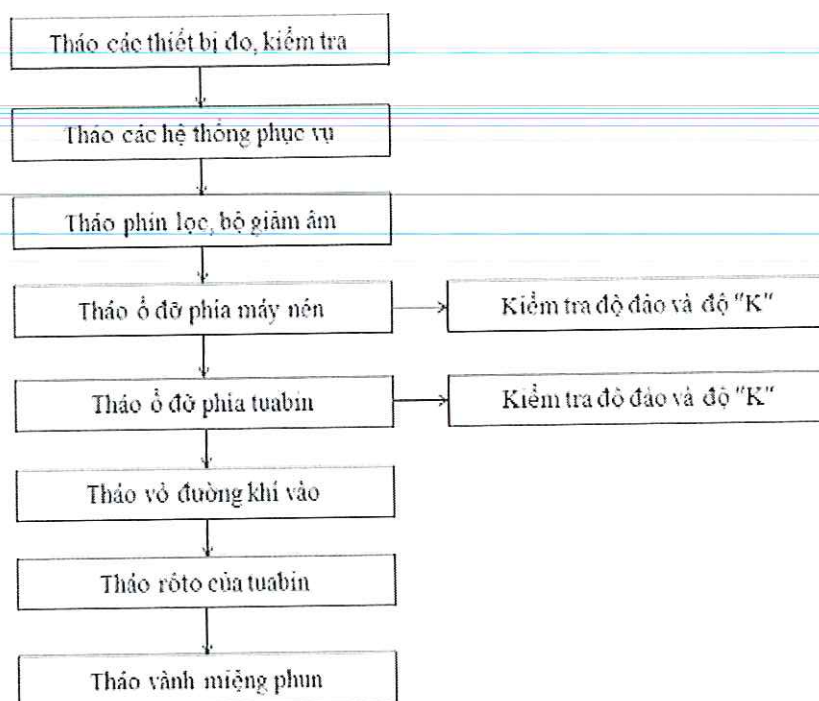 Tháo các thiết bị đo, kiểm tra
Tháo các hệ thống phục vụ
Tháo phin lọc, bộ giảm âm
Tháo ổ đỡ phía máy nén
Kiểm tra độ đảo và độ "K"
Tháo ổ đỡ phía tuabin
Kiểm tra độ đảo và độ "K"
Tháo vỏ đường khí vào
Tháo rôto của tuabin
Tháo vành miệng phun